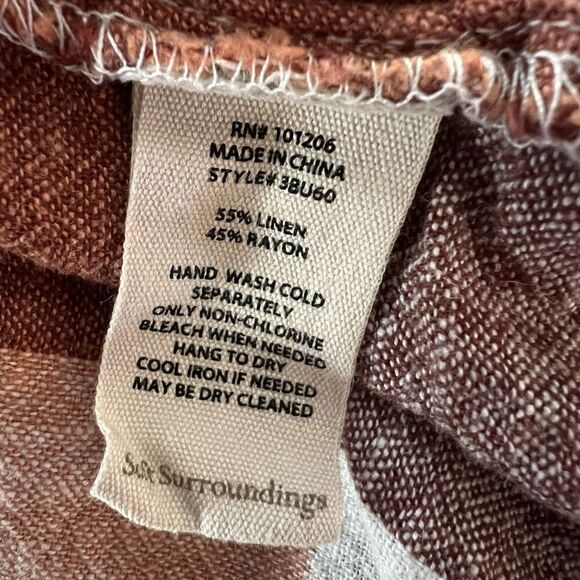 RN# 101206
MADE IN CHINA
STYLE# 3BU60
55% LINEN
45% RAYON
HAND WASH COLD
SEPARATELY
ONLY NON-CHLORINE
BLEACH WHEN NEEDED
HANG TO DRY
COOL IRON IF NEEDED
MAY BE DRY CLEANED
Soft Surroundings